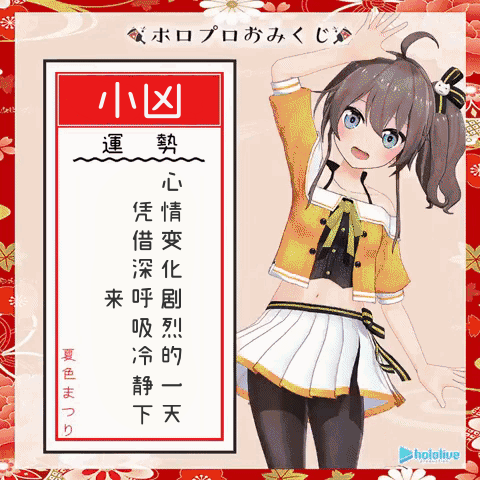 ホロプロおみくじ
小凶
運勢
心情变化剧烈的一天
凭借深呼吸冷静下
来
夏色まつり
hololive